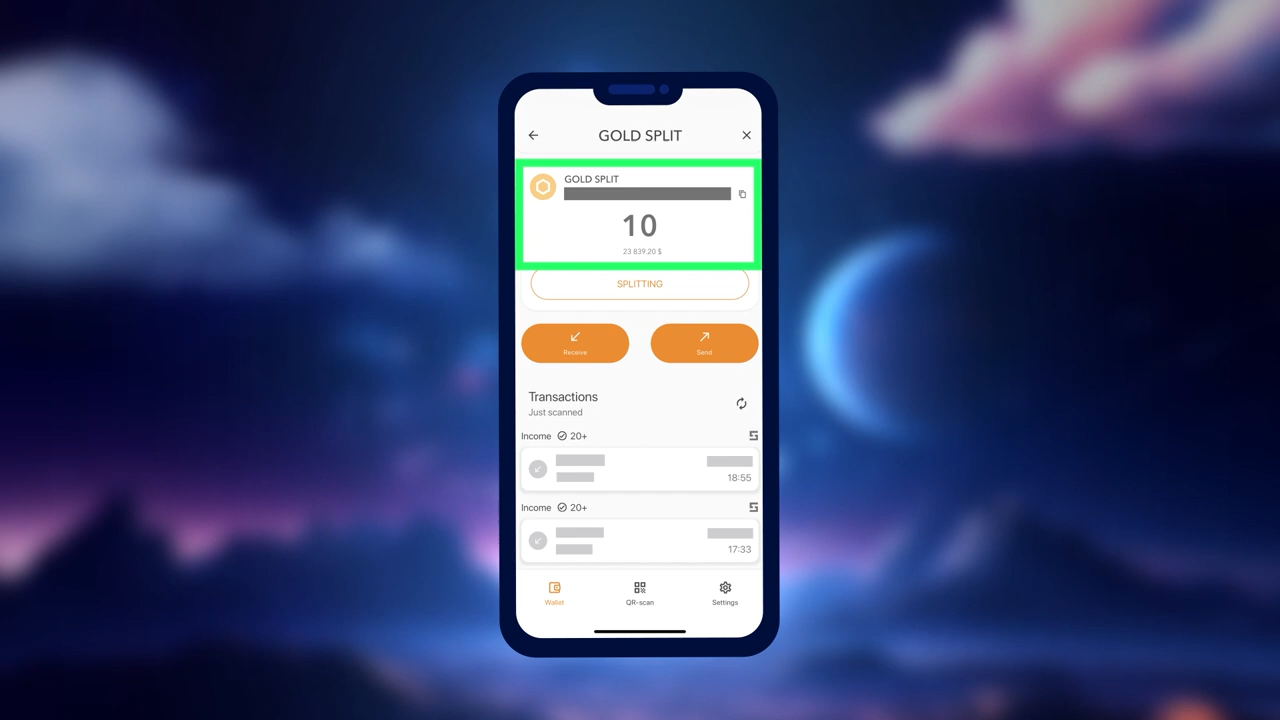 GOLD SPLIT
GOLD SPLIT
10
23 839.20 $
SPLITTING
Receive
Send
Transactions
Just scanned
Income 20+
18:55
Income 20+
17:33
Wallet
QR-scan
Settings